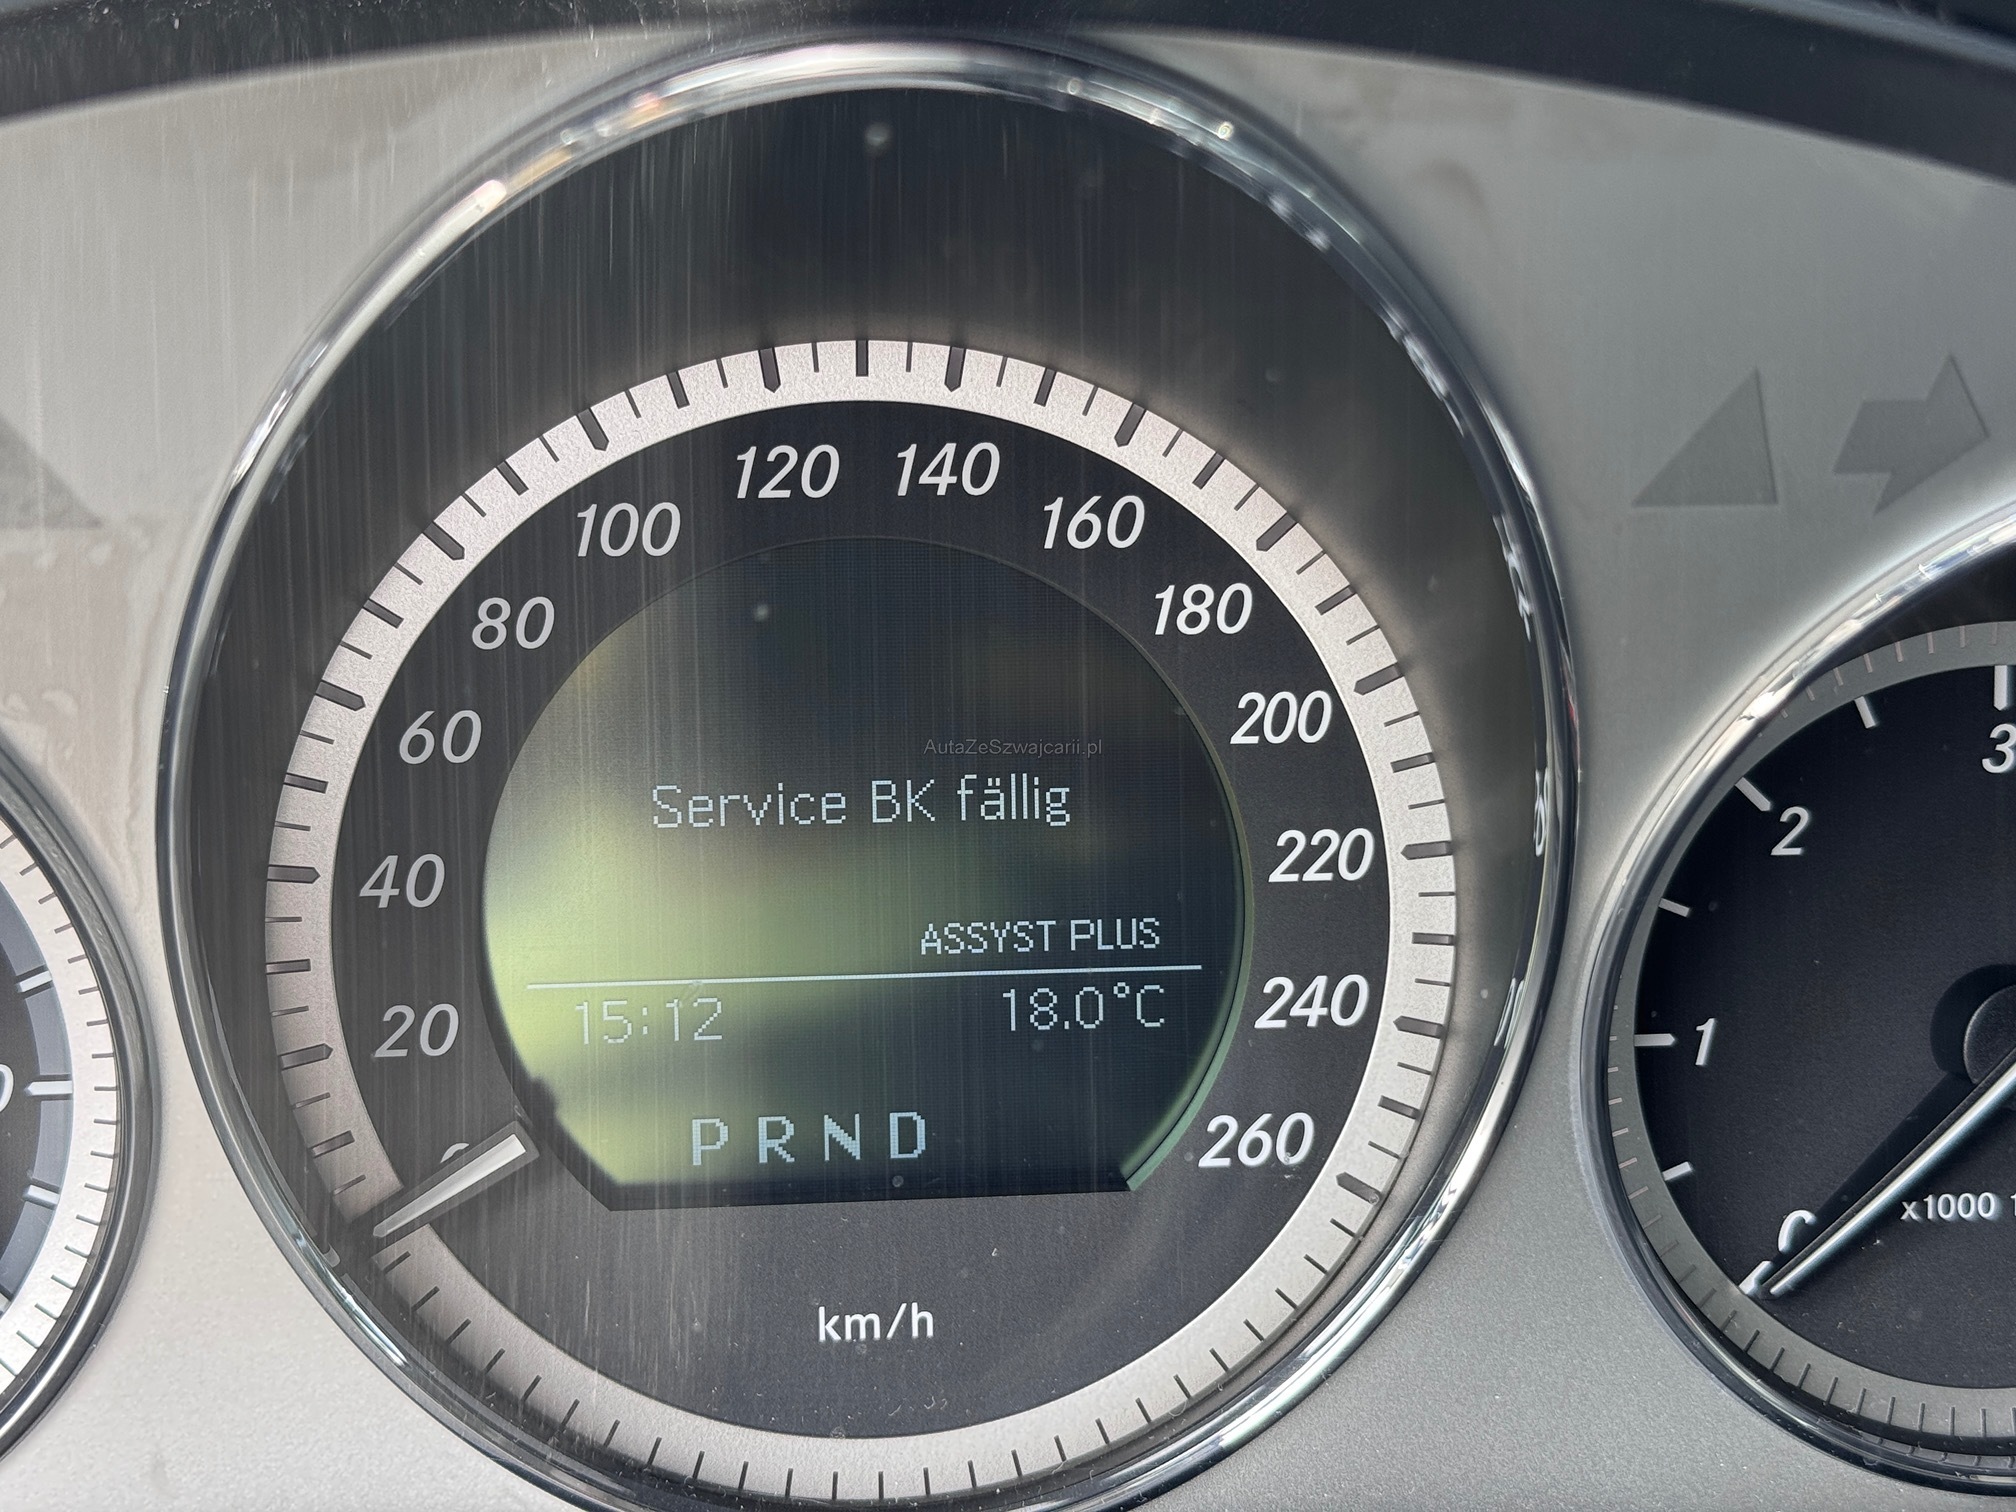 120 140
100 160
80 180
60 200
AutaZeSzwajcarii.pl
Service BK fällig
40 220
ASSYST PLUS
15:12 18.0°C
20 240
P R N D
260
km/h
3
2
1
x1000